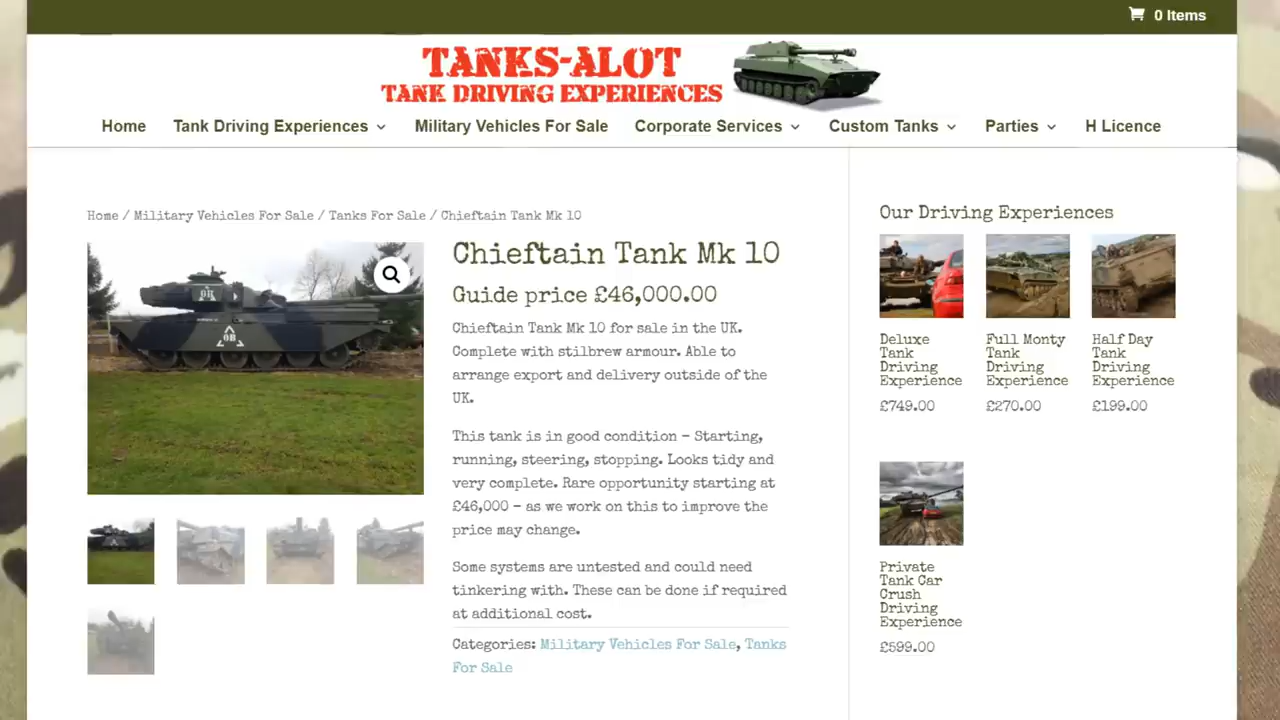 0 Items
TANKS-ALOT
TANK DRIVING EXPERIENCES
Home
Tank Driving Experiences
Military Vehicles For Sale
Corporate Services
Custom Tanks
Parties
H Licence
Home / Military Vehicles For Sale / Tanks For Sale / Chieftain Tank Mk 10
Chieftain Tank Mk 10
Guide price £46,000.00
Chieftain Tank Mk 10 for sale in the UK.
Complete with stilbrew armour. Able to
arrange export and delivery outside of the
UK.
This tank is in good condition – Starting,
running, steering, stopping. Looks tidy and
very complete. Rare opportunity starting at
£46,000 – as we work on this to improve the
price may change.
Some systems are untested and could need
tinkering with. These can be done if required
at additional cost.
Categories: Military Vehicles For Sale, Tanks
For Sale
Our Driving Experiences
Deluxe
Tank
Driving
Experience
£749.00
Full Monty
Tank
Driving
Experience
£270.00
Half Day
Tank
Driving
Experience
£199.00
Private
Tank Car
Crush
Driving
Experience
£599.00